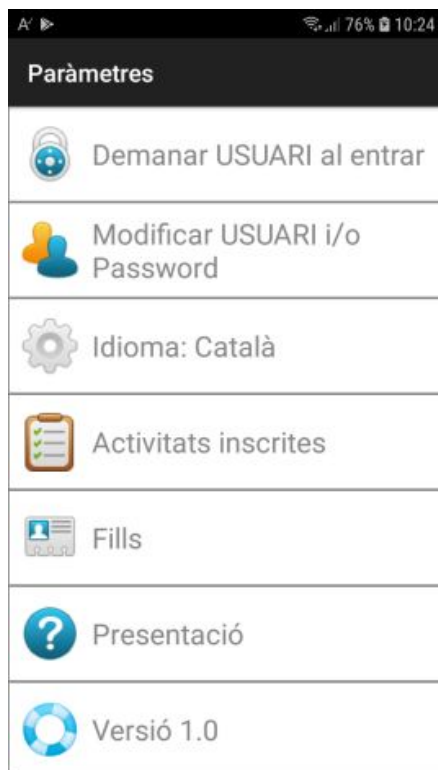 76% 10:24
Paràmetres
Demanar USUARI al entrar
Modificar USUARI i/o
Password
Idioma: Català
Activitats inscrites
Fills
Presentació
Versió 1.0